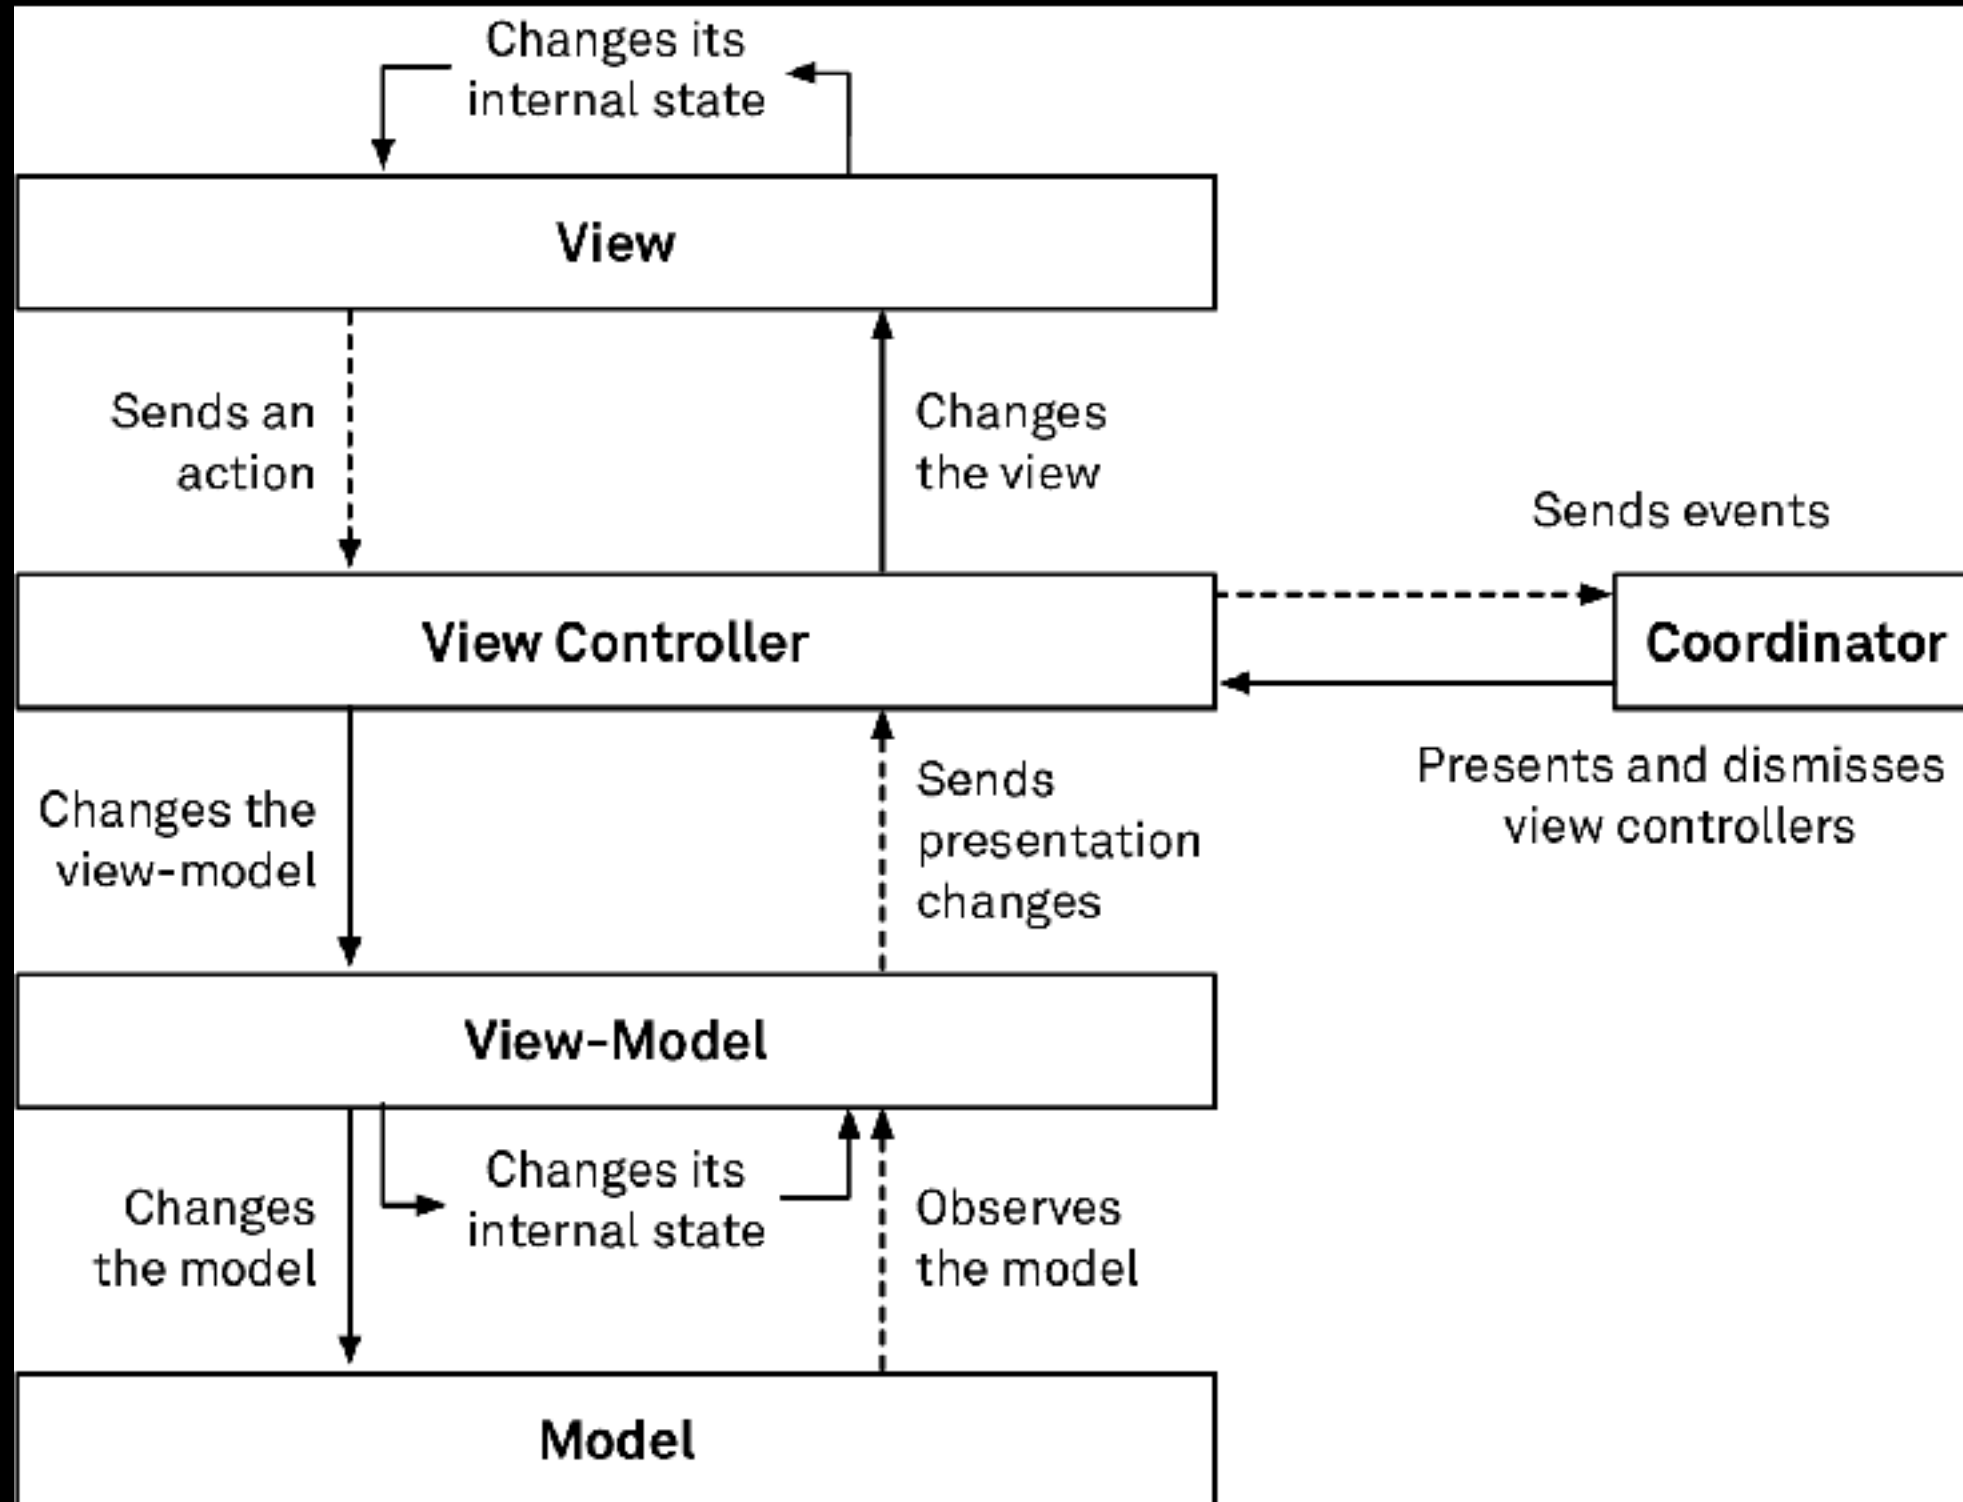 Changes its
internal state
View
Sends an
action
Changes
the view
Sends events
View Controller
Coordinator
Presents and dismisses
view controllers
Changes the
view-model
Sends
presentation
changes
View-Model
Changes its
internal state
Changes
the model
Observes
the model
Model